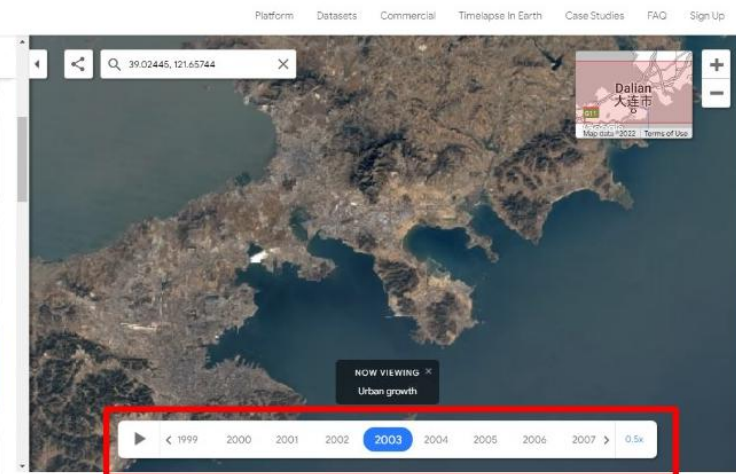 Platform Datasets Commercial Timelapse In Earth Case Studies FAQ Sign Up
39.02445, 121.65744
Dalian
大连市
G11
Map data ©2022 Terms of Use
NOW VIEWING ×
Urban growth
1999 2000 2001 2002 2003 2004 2005 2006 2007 0.5x